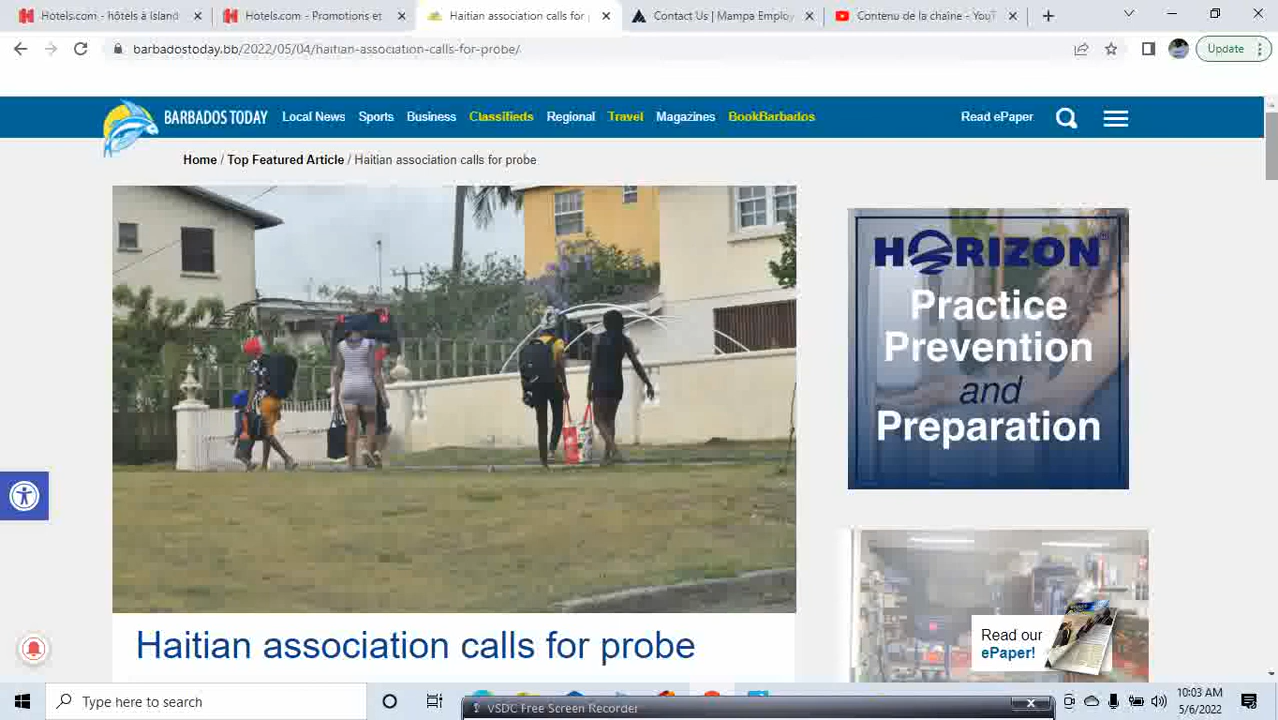 Hotels.com - hôtels à Island
Hotels.com - Promotions et
Haitian association calls for
Contact Us | Mampa Employ
Contenu de la chaîne - YouT
barbadostoday.bb/2022/05/04/haitian-association-calls-for-probe/
Update
BARBADOS TODAY
Local News
Sports
Business
Classifieds
Regional
Travel
Magazines
BookBarbados
Read ePaper
Home / Top Featured Article / Haitian association calls for probe
HORIZON
Practice
Prevention
and
Preparation
Haitian association calls for probe
Read our
ePaper!
Type here to search
VSDC Free Screen Recorder
10:03 AM
5/6/2022